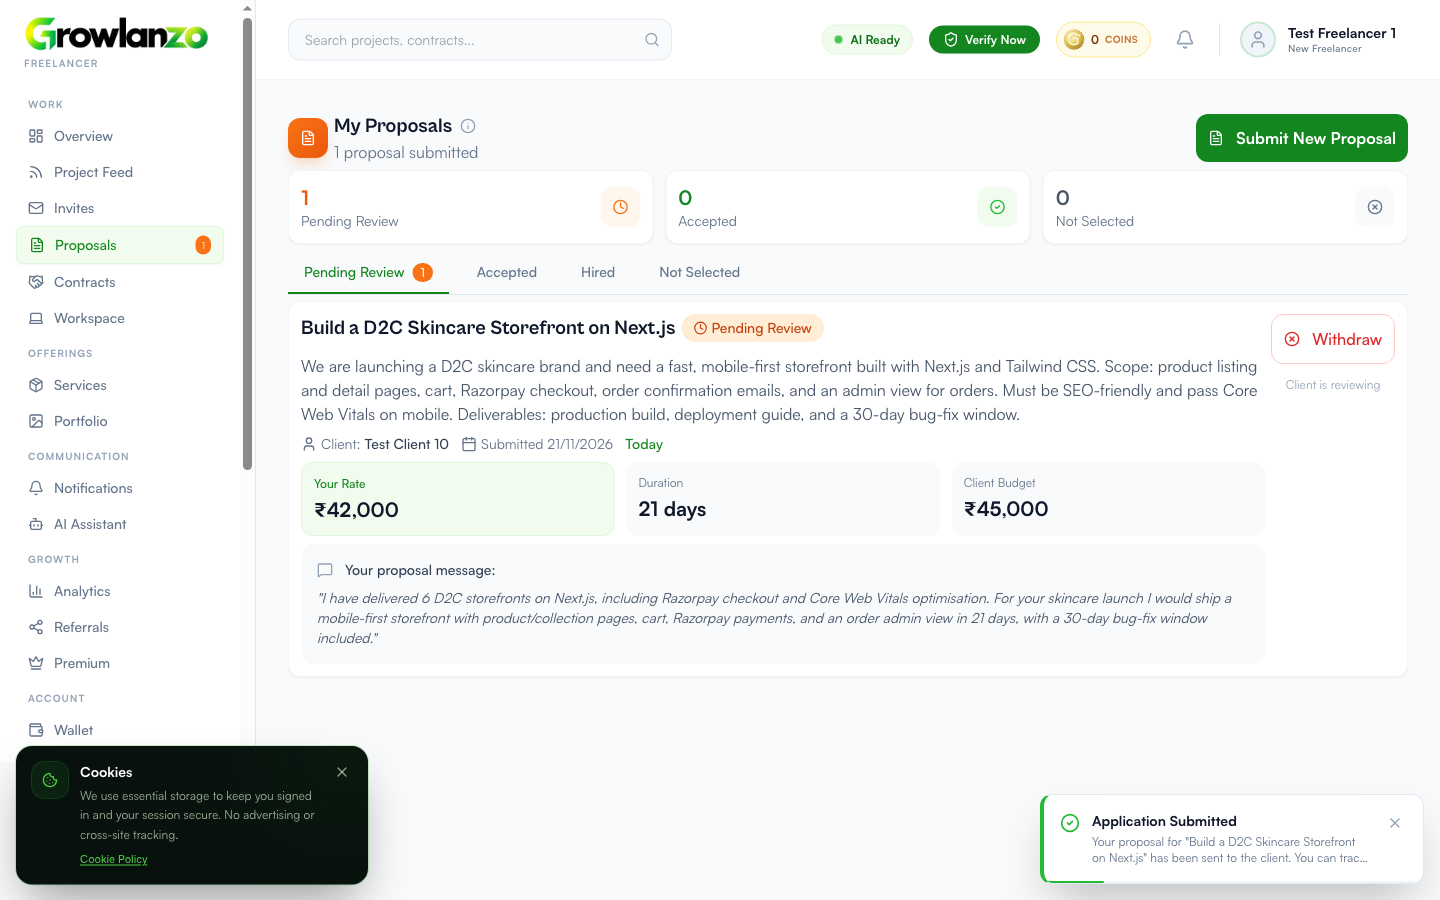 Growlanzo
FREELANCER
WORK
Overview
Project Feed
Invites
Proposals 1
Contracts
Workspace
OFFERINGS
Services
Portfolio
COMMUNICATION
Notifications
AI Assistant
GROWTH
Analytics
Referrals
Premium
ACCOUNT
Wallet
Search projects, contracts...
AI Ready
Verify Now
G 0 COINS
Test Freelancer 1
New Freelancer
My Proposals
1 proposal submitted
Submit New Proposal
1
Pending Review
0
Accepted
0
Not Selected
Pending Review 1 Accepted Hired Not Selected
Build a D2C Skincare Storefront on Next.js Pending Review
We are launching a D2C skincare brand and need a fast, mobile-first storefront built with Next.js and Tailwind CSS. Scope: product listing
and detail pages, cart, Razorpay checkout, order confirmation emails, and an admin view for orders. Must be SEO-friendly and pass Core
Web Vitals on mobile. Deliverables: production build, deployment guide, and a 30-day bug-fix window.
Client: Test Client 10 Submitted 21/11/2026 Today
Withdraw
Client is reviewing
Your Rate
₹42,000
Duration
21 days
Client Budget
₹45,000
Your proposal message:
"I have delivered 6 D2C storefronts on Next.js, including Razorpay checkout and Core Web Vitals optimisation. For your skincare launch I would ship a
mobile-first storefront with product/collection pages, cart, Razorpay payments, and an order admin view in 21 days, with a 30-day bug-fix window
included."
Cookies
We use essential storage to keep you signed
in and your session secure. No advertising or
cross-site tracking.
Cookie Policy
Application Submitted
Your proposal for "Build a D2C Skincare Storefront
on Next.js" has been sent to the client. You can trac...